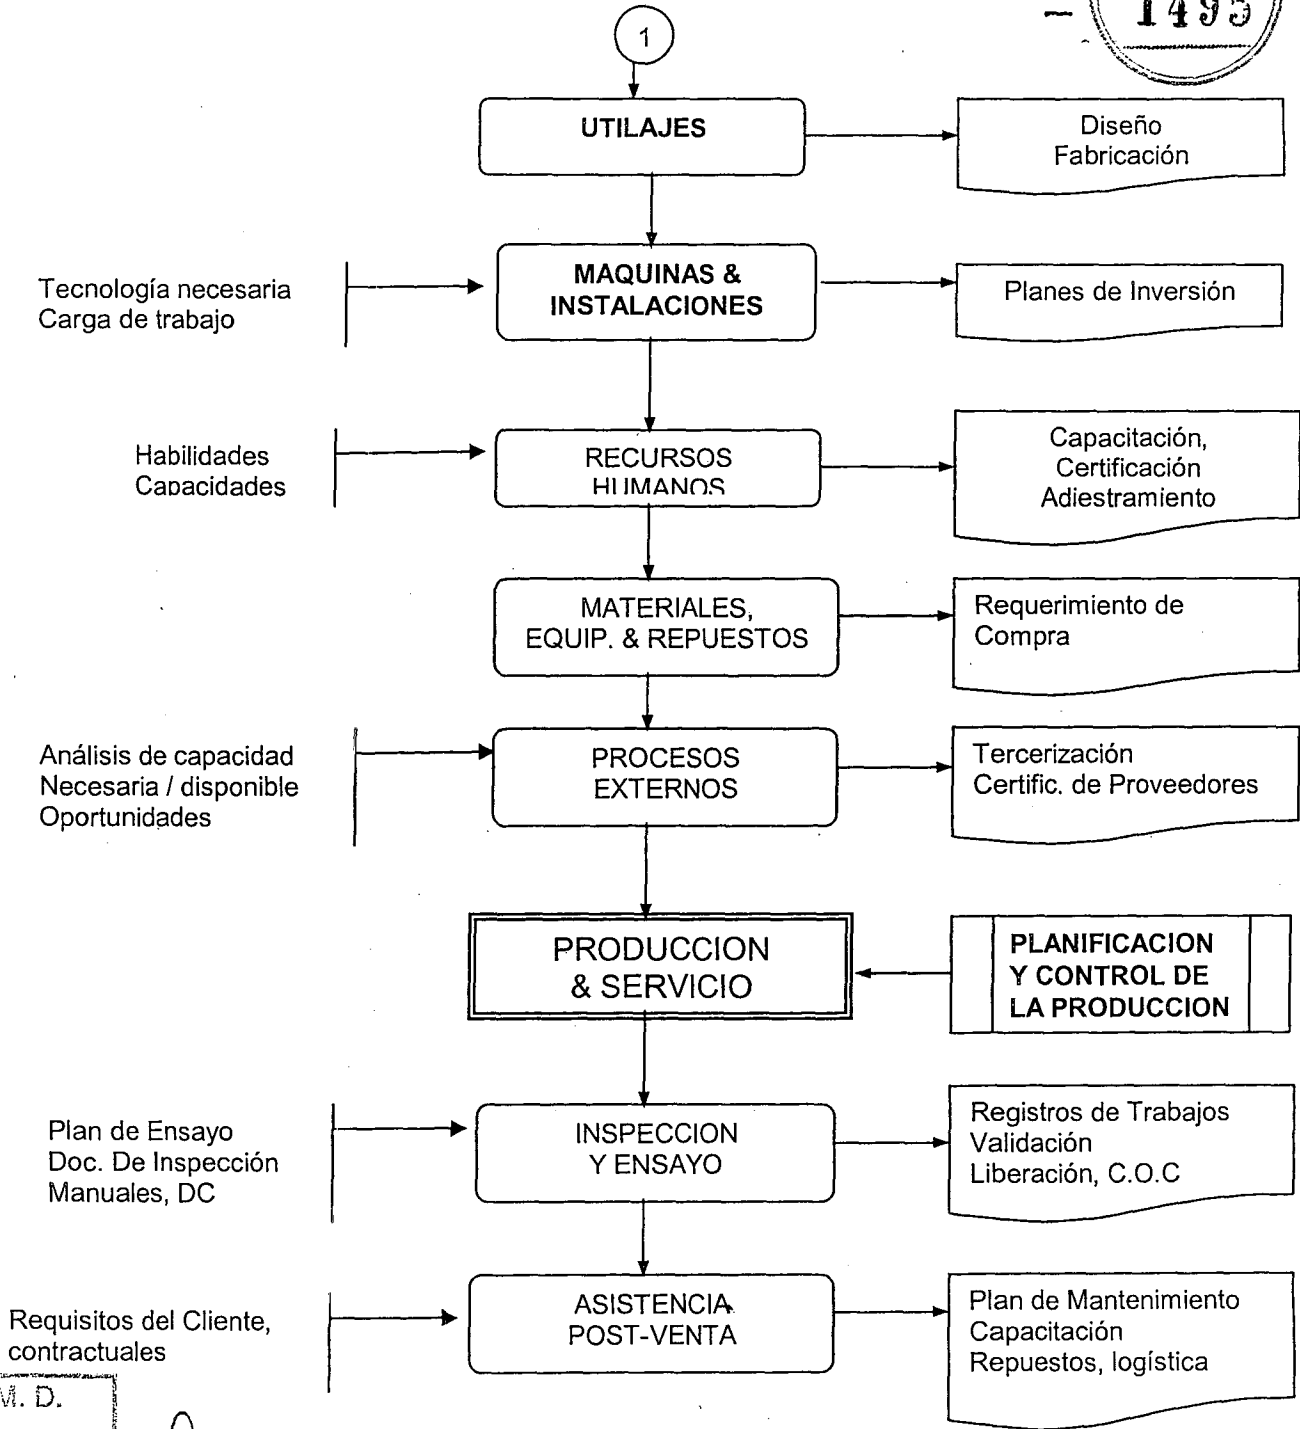 1495
1
UTILAJES
Diseño
Fabricación
Tecnología necesaria
Carga de trabajo
MAQUINAS &
INSTALACIONES
Planes de Inversión
Habilidades
Capacidades
RECURSOS
HUMANOS
Capacitación,
Certificación
Adiestramiento
MATERIALES,
EQUIP. & REPUESTOS
Requerimiento de
Compra
Análisis de capacidad
Necesaria / disponible
Oportunidades
PROCESOS
EXTERNOS
Tercerización
Certific. de Proveedores
PRODUCCION
& SERVICIO
PLANIFICACION
Y CONTROL DE
LA PRODUCCION
Plan de Ensayo
Doc. De Inspección
Manuales, DC
INSPECCION
Y ENSAYO
Registros de Trabajos
Validación
Liberación, C.O.C
Requisitos del Cliente,
contractuales
ASISTENCIA
POST-VENTA
Plan de Mantenimiento
Capacitación
Repuestos, logística
M. D.